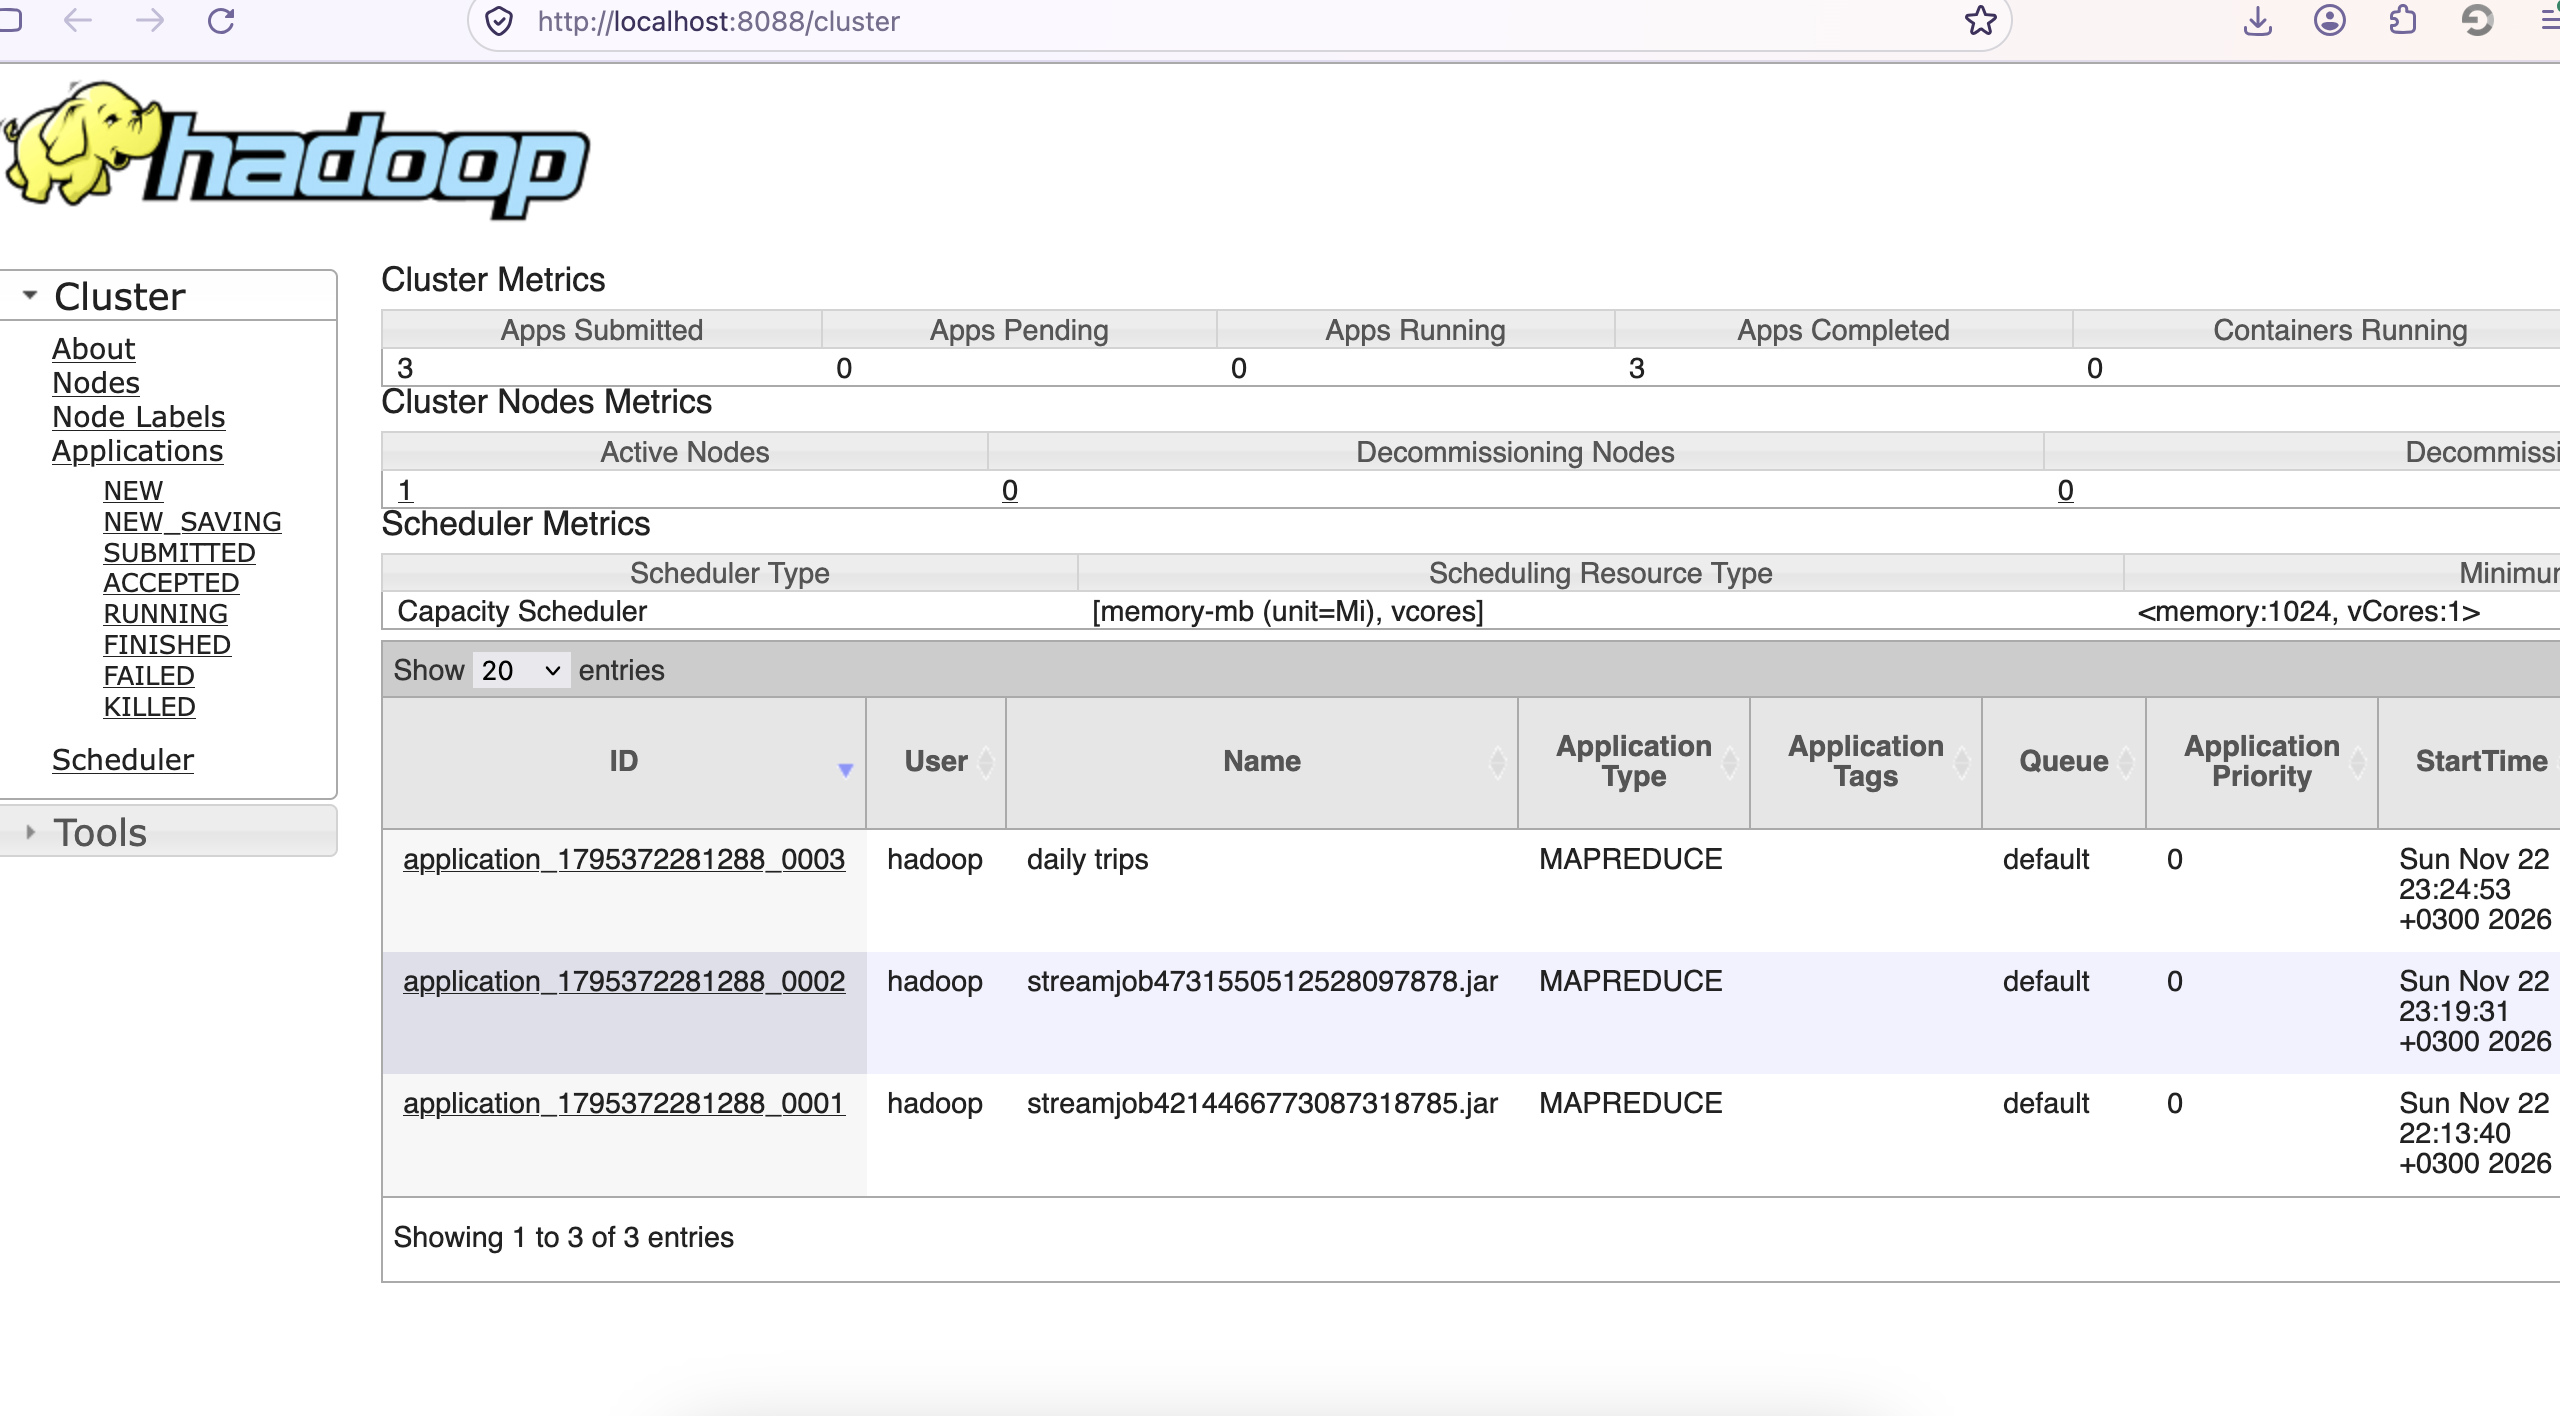 http://localhost:8088/cluster
hadoop
Cluster
About
Nodes
Node Labels
Applications
NEW
NEW_SAVING
SUBMITTED
ACCEPTED
RUNNING
FINISHED
FAILED
KILLED
Scheduler
Tools
Cluster Metrics
Apps Submitted Apps Pending Apps Running Apps Completed Containers Running
3 0 0 3 0
Cluster Nodes Metrics
Active Nodes Decommissioning Nodes Decommissi
1 0 0
Scheduler Metrics
Scheduler Type Scheduling Resource Type Minimum
Capacity Scheduler [memory-mb (unit=Mi), vcores] <memory:1024, vCores:1>
Show 20 entries
ID User Name Application Type Application Tags Queue Application Priority StartTime
application_1795372281288_0003 hadoop daily trips MAPREDUCE default 0 Sun Nov 22 23:24:53 +0300 2026
application_1795372281288_0002 hadoop streamjob4731550512528097878.jar MAPREDUCE default 0 Sun Nov 22 23:19:31 +0300 2026
application_1795372281288_0001 hadoop streamjob4214466773087318785.jar MAPREDUCE default 0 Sun Nov 22 22:13:40 +0300 2026
Showing 1 to 3 of 3 entries